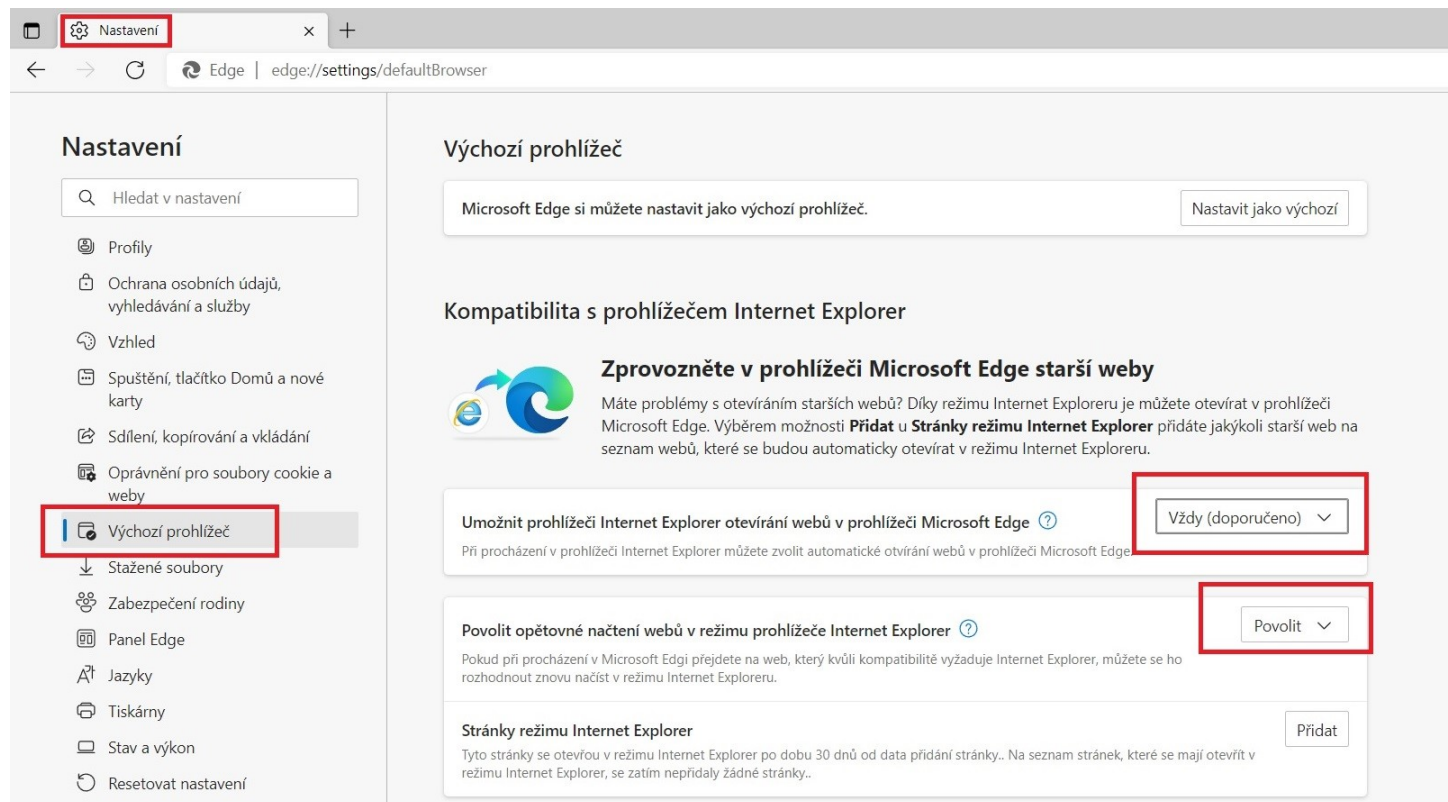 Nastavení
Edge | edge://settings/defaultBrowser
Nastavení
Hledat v nastavení
Profily
Ochrana osobních údajů,
vyhledávání a služby
Vzhled
Spuštění, tlačítko Domů a nové
karty
Sdílení, kopírování a vkládání
Oprávnění pro soubory cookie a
weby
Výchozí prohlížeč
Stažené soubory
Zabezpečení rodiny
Panel Edge
Jazyky
Tiskárny
Stav a výkon
Resetovat nastavení
Výchozí prohlížeč
Microsoft Edge si můžete nastavit jako výchozí prohlížeč.
Nastavit jako výchozí
Kompatibilita s prohlížečem Internet Explorer
Zprovozněte v prohlížeči Microsoft Edge starší weby
Máte problémy s otevíráním starších webů? Díky režimu Internet Exploreru je můžete otevírat v prohlížeči
Microsoft Edge. Výběrem možnosti Přidat u Stránky režimu Internet Explorer přidáte jakýkoli starší web na
seznam webů, které se budou automaticky otevírat v režimu Internet Exploreru.
Umožnit prohlížeči Internet Explorer otevírání webů v prohlížeči Microsoft Edge
Vždy (doporučeno)
Při procházení v prohlížeči Internet Explorer můžete zvolit automatické otvírání webů v prohlížeči Microsoft Edge.
Povolit opětovné načtení webů v režimu prohlížeče Internet Explorer
Povolit
Pokud při procházení v Microsoft Edgi přejdete na web, který kvůli kompatibilitě vyžaduje Internet Explorer, můžete se ho
rozhodnout znovu načíst v režimu Internet Exploreru.
Stránky režimu Internet Explorer
Přidat
Tyto stránky se otevřou v režimu Internet Explorer po dobu 30 dnů od data přidání stránky.. Na seznam stránek, které se mají otevřít v
režimu Internet Explorer, se zatím nepřidaly žádné stránky..